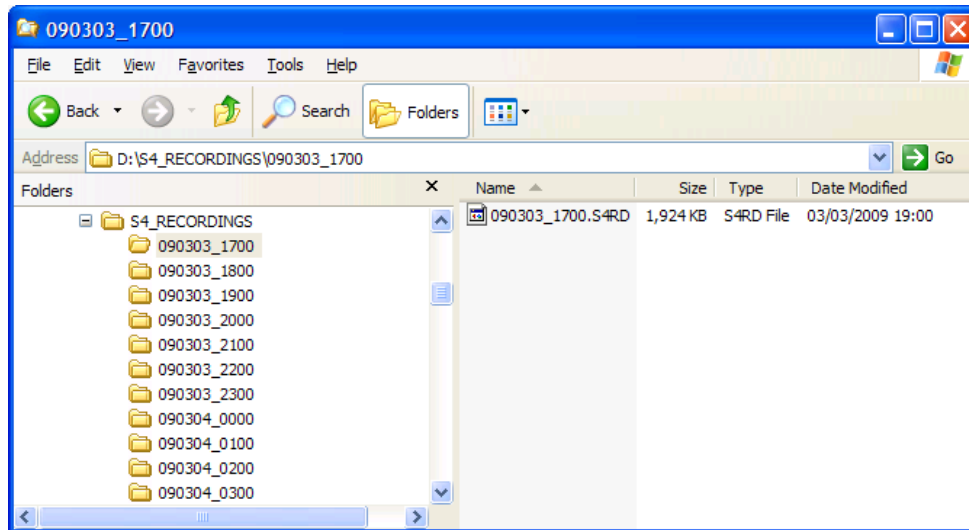 090303_1700
File Edit View Favorites Tools Help
Back Search Folders
Address D:\S4_RECORDINGS\090303_1700 Go
Folders X Name Size Type Date Modified
S4_RECORDINGS 090303_1700.S4RD 1,924 KB S4RD File 03/03/2009 19:00
090303_1700
090303_1800
090303_1900
090303_2000
090303_2100
090303_2200
090303_2300
090304_0000
090304_0100
090304_0200
090304_0300